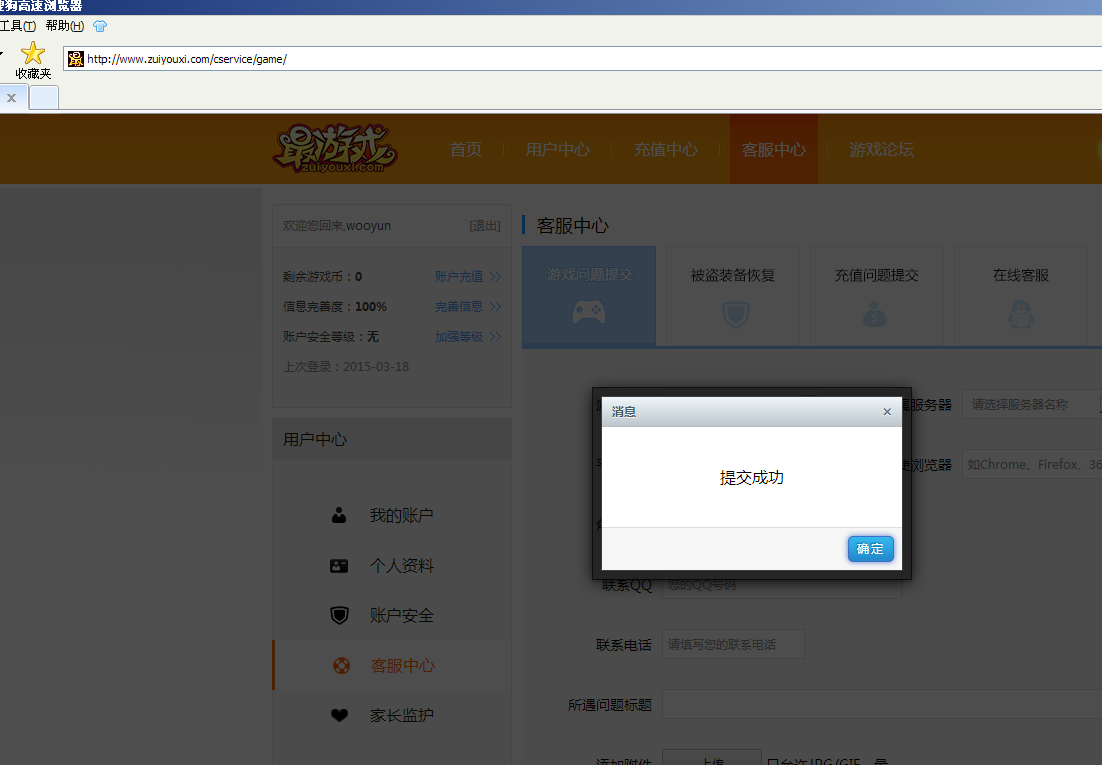 搜狗高速浏览器
工具(T) 帮助(H)
收藏夹
http://www.zuiyouxi.com/cservice/game/
最游戏
zuiyouxi.com
首页 用户中心 充值中心 客服中心 游戏论坛
欢迎您回来,wooyun [退出]
剩余游戏币：0 账户充值 >>
信息完善度：100% 完善信息 >>
账户安全等级：无 加强等级 >>
上次登录：2015-03-18
用户中心
我的账户
个人资料
账户安全
客服中心
家长监护
客服中心
游戏问题提交 被盗装备恢复 充值问题提交 在线客服
服务器 请选择服务器名称
浏览器 如Chrome、Firefox、36
消息 ×
提交成功
确定
联系QQ 您的QQ号码
联系电话 请填写您的联系电话
所遇问题标题
添加附件 上传 只允许JPG/GIF